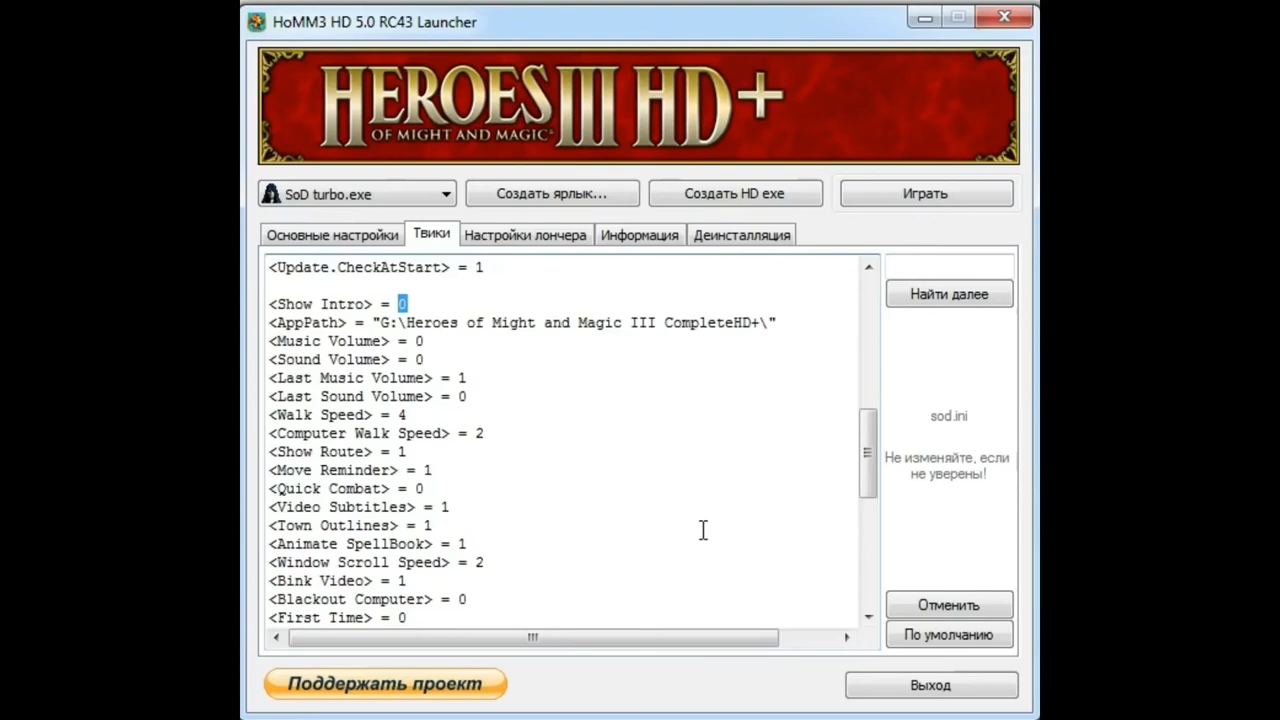 HoMM3 HD 5.0 RC43 Launcher
HEROES III HD+
OF MIGHT AND MAGIC®
SoD turbo.exe
Создать ярлык...
Создать HD exe
Играть
Основные настройки
Твики
Настройки лончера
Информация
Деинсталляция
<Update.CheckAtStart> = 1
<Show Intro> = 0
<AppPath> = "G:\Heroes of Might and Magic III CompleteHD+\"
<Music Volume> = 0
<Sound Volume> = 0
<Last Music Volume> = 1
<Last Sound Volume> = 0
<Walk Speed> = 4
<Computer Walk Speed> = 2
<Show Route> = 1
<Move Reminder> = 1
<Quick Combat> = 0
<Video Subtitles> = 1
<Town Outlines> = 1
<Animate SpellBook> = 1
<Window Scroll Speed> = 2
<Bink Video> = 1
<Blackout Computer> = 0
<First Time> = 0
Найти далее
sod.ini
Не изменяйте, если
не уверены!
Отменить
По умолчанию
Поддержать проект
Выход